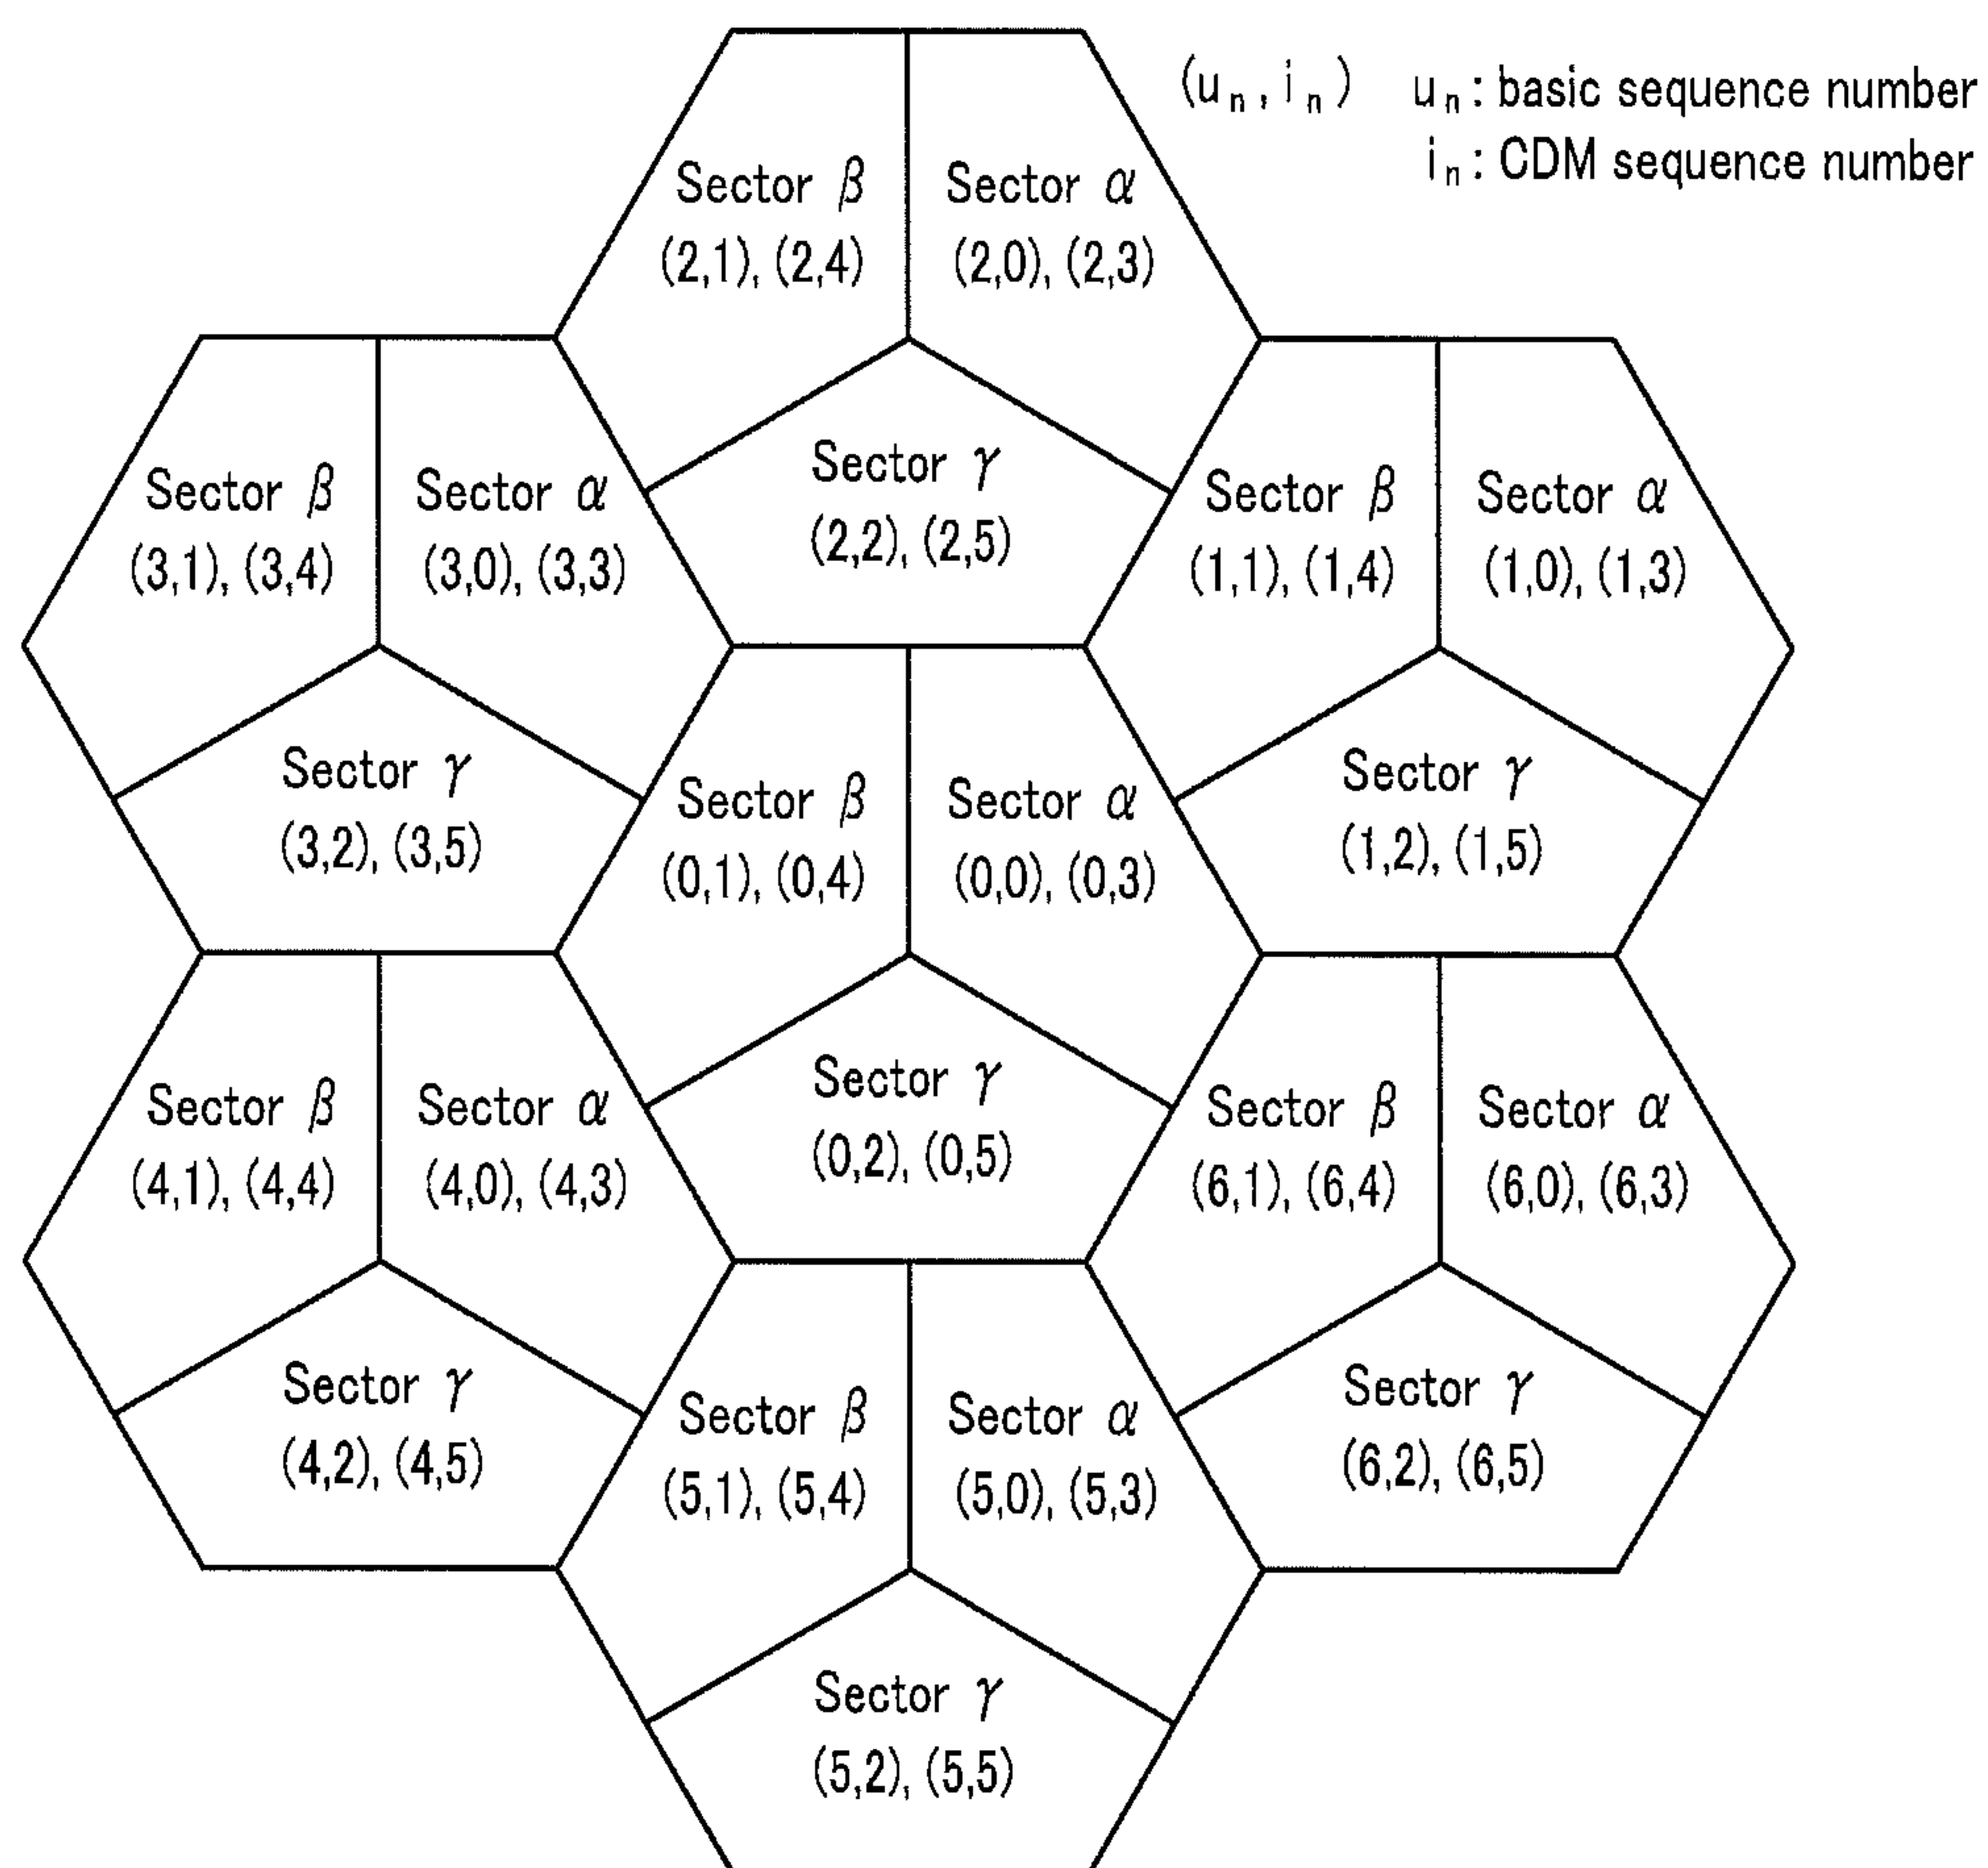 (u_n, i_n) u_n: basic sequence number
i_n: CDM sequence number
Sector β
(2,1), (2,4)
Sector α
(2,0), (2,3)
Sector γ
(2,2), (2,5)
Sector β
(3,1), (3,4)
Sector α
(3,0), (3,3)
Sector γ
(3,2), (3,5)
Sector β
(1,1), (1,4)
Sector α
(1,0), (1,3)
Sector γ
(1,2), (1,5)
Sector β
(0,1), (0,4)
Sector α
(0,0), (0,3)
Sector γ
(0,2), (0,5)
Sector β
(4,1), (4,4)
Sector α
(4,0), (4,3)
Sector γ
(4,2), (4,5)
Sector β
(6,1), (6,4)
Sector α
(6,0), (6,3)
Sector γ
(6,2), (6,5)
Sector β
(5,1), (5,4)
Sector α
(5,0), (5,3)
Sector γ
(5,2), (5,5)